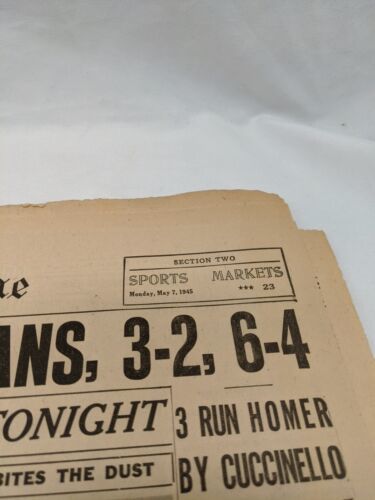 SECTION TWO
SPORTS MARKETS
Monday, May 7, 1945 *** 23
ANS, 3-2, 6-4
TONIGHT
3 RUN HOMER
BY CUCCINELLO
BITES THE DUST